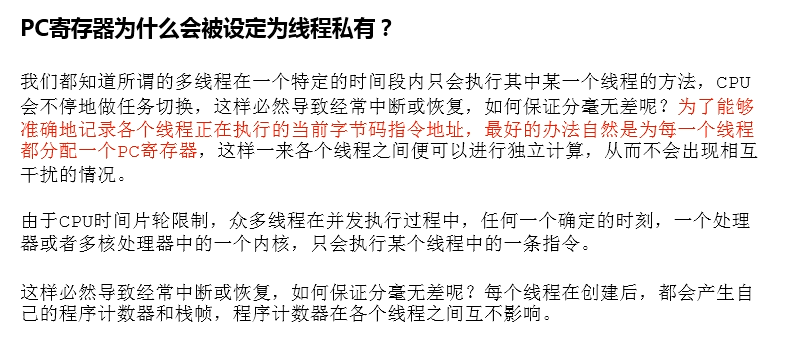 PC寄存器为什么会被设定为线程私有？
我们都知道所谓的多线程在一个特定的时间段内只会执行其中某一个线程的方法，CPU
会不停地做任务切换，这样必然导致经常中断或恢复，如何保证分毫无差呢？为了能够
准确地记录各个线程正在执行的当前字节码指令地址，最好的办法自然是为每一个线程
都分配一个PC寄存器，这样一来各个线程之间便可以进行独立计算，从而不会出现相互
干扰的情况。
由于CPU时间片轮限制，众多线程在并发执行过程中，任何一个确定的时刻，一个处理
器或者多核处理器中的一个内核，只会执行某个线程中的一条指令。
这样必然导致经常中断或恢复，如何保证分毫无差呢？每个线程在创建后，都会产生自
己的程序计数器和栈帧，程序计数器在各个线程之间互不影响。